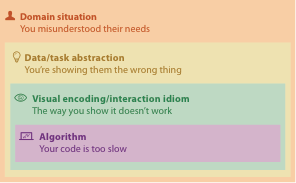 Domain situation
You misunderstood their needs
Data/task abstraction
You're showing them the wrong thing
Visual encoding/interaction idiom
The way you show it doesn't work
Algorithm
Your code is too slow